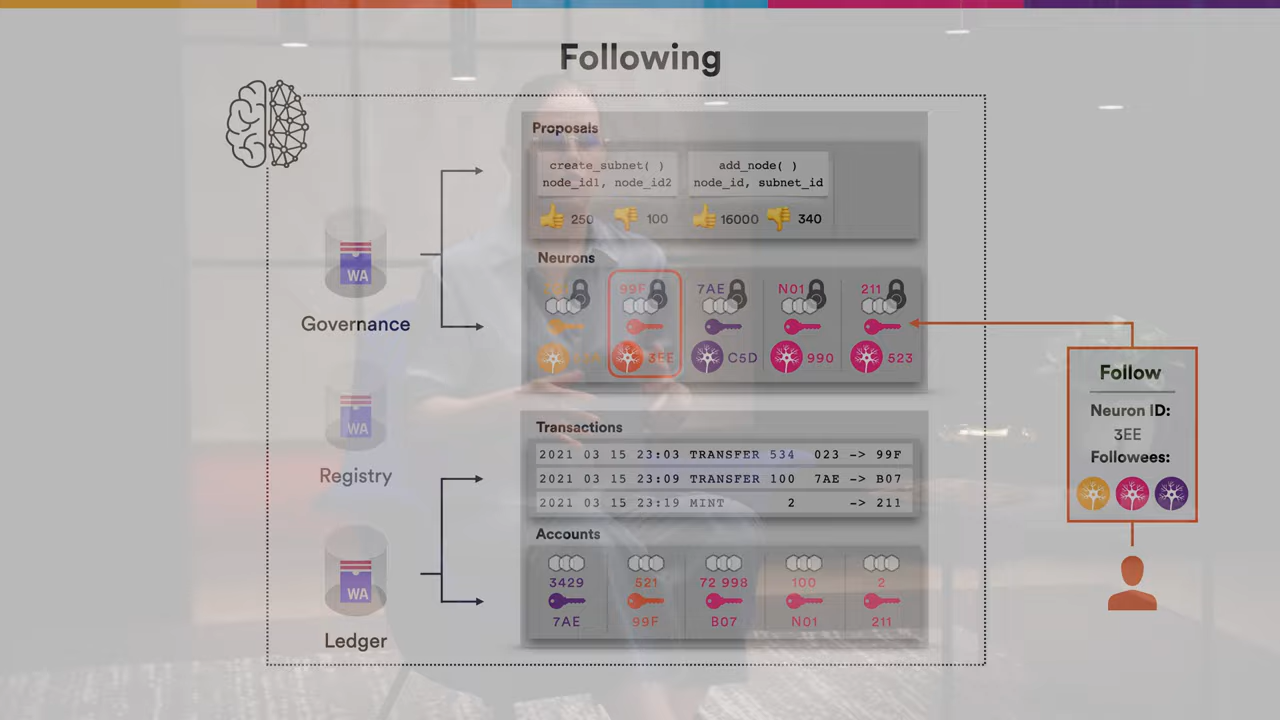 Following
Proposals
create_subnet( )
node_id1, node_id2
add_node( )
node_id, subnet_id
250
100
16000
340
Neurons
99F
7AE
N01
211
3EE
C5D
990
523
WA
Governance
WA
Registry
WA
Ledger
Transactions
2021 03 15 23:03 TRANSFER 534 023 -> 99F
2021 03 15 23:09 TRANSFER 100 7AE -> B07
2021 03 15 23:19 MINT 2 -> 211
Accounts
3429
521
72 998
100
2
7AE
99F
B07
N01
211
Follow
Neuron ID:
3EE
Followees: